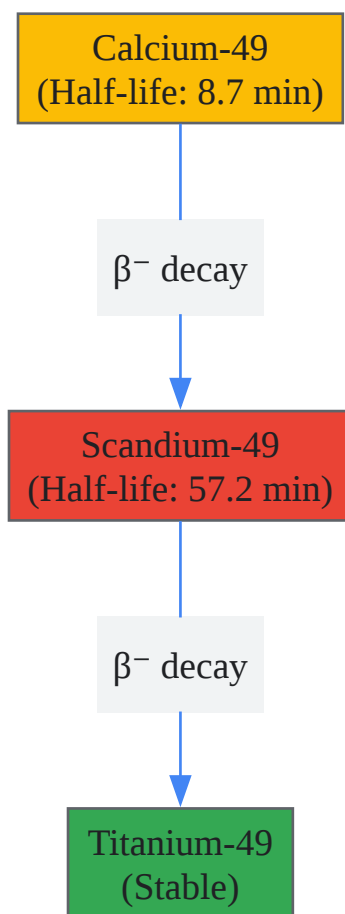 Calcium-49
(Half-life: 8.7 min)
β⁻ decay
Scandium-49
(Half-life: 57.2 min)
β⁻ decay
Titanium-49
(Stable)